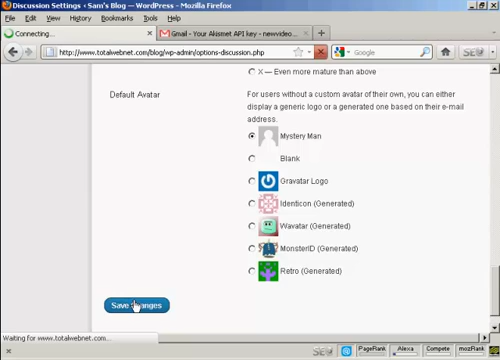 Discussion Settings ‹ Sam's Blog — WordPress - Mozilla Firefox
File Edit View History Bookmarks Tools Help
Connecting...
Gmail - Your Akismet API key - newvideo...
http://www.totalwebnet.com/blog/wp-admin/options-discussion.php
Google
X — Even more mature than above
Default Avatar
For users without a custom avatar of their own, you can either
display a generic logo or a generated one based on their e-mail
address.
Mystery Man
Blank
Gravatar Logo
Identicon (Generated)
Wavatar (Generated)
MonsterID (Generated)
Retro (Generated)
Save Changes
Waiting for www.totalwebnet.com...
PageRank Alexa Compete mozRank